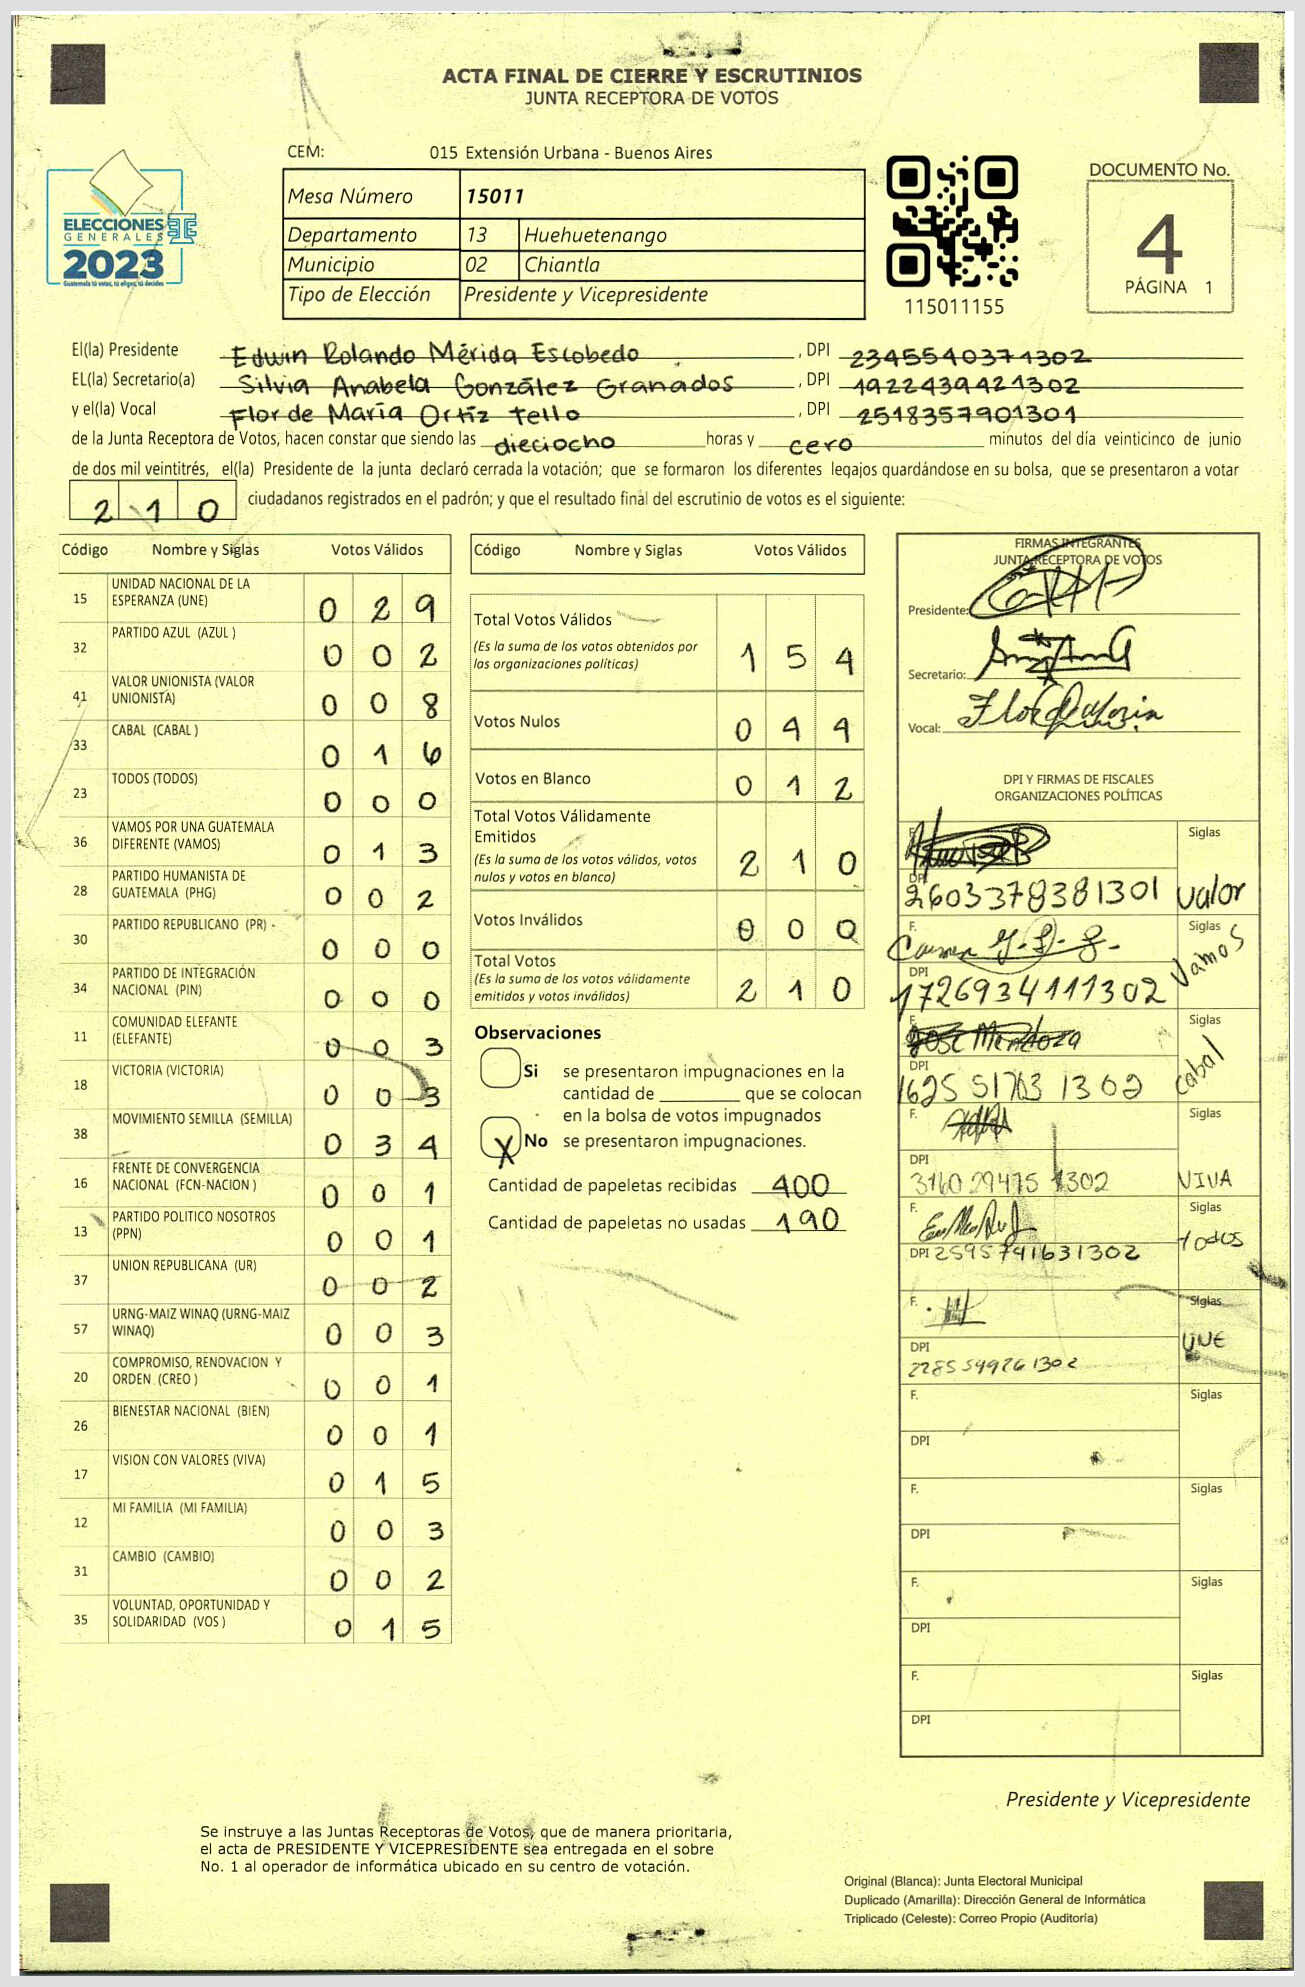 ACTA FINAL DE CIERRE Y ESCRUTINIOS
JUNTA RECEPTORA DE VOTOS
CEM: 015 Extensión Urbana - Buenos Aires
ELECCIONES
GENERALES
2023
Guatemala tú votas, tú eliges, tú decides
Mesa Número 15011
Departamento 13 Huehuetenango
Municipio 02 Chiantla
Tipo de Elección Presidente y Vicepresidente
115011155
DOCUMENTO No.
4
PÁGINA 1
El(la) Presidente Edwin Rolando Mérida Escobedo , DPI 2345540371302
EL(la) Secretario(a) Silvia Anabela González Granados , DPI 1922439421302
y el(la) Vocal Flor de María Ortíz Tello , DPI 2518357901301
de la Junta Receptora de Votos, hacen constar que siendo las dieciocho horas y cero minutos del día veinticinco de junio
de dos mil veintitrés, el(la) Presidente de la junta declaró cerrada la votación; que se formaron los diferentes legajos guardándose en su bolsa, que se presentaron a votar
210 ciudadanos registrados en el padrón; y que el resultado final del escrutinio de votos es el siguiente:
Código Nombre y Siglas Votos Válidos
15 UNIDAD NACIONAL DE LA
ESPERANZA (UNE) 0 2 9
32 PARTIDO AZUL (AZUL ) 0 0 2
41 VALOR UNIONISTA (VALOR
UNIONISTA) 0 0 8
33 CABAL (CABAL ) 0 1 6
23 TODOS (TODOS) 0 0 0
36 VAMOS POR UNA GUATEMALA
DIFERENTE (VAMOS) 0 1 3
28 PARTIDO HUMANISTA DE
GUATEMALA (PHG) 0 0 2
30 PARTIDO REPUBLICANO (PR) - 0 0 0
34 PARTIDO DE INTEGRACIÓN
NACIONAL (PIN) 0 0 0
11 COMUNIDAD ELEFANTE
(ELEFANTE) 0 0 3
18 VICTORIA (VICTORIA) 0 0 3
38 MOVIMIENTO SEMILLA (SEMILLA) 0 3 4
16 FRENTE DE CONVERGENCIA
NACIONAL (FCN-NACION ) 0 0 1
13 PARTIDO POLITICO NOSOTROS
(PPN) 0 0 1
37 UNION REPUBLICANA (UR) 0 0 2
57 URNG-MAIZ WINAQ (URNG-MAIZ
WINAQ) 0 0 3
20 COMPROMISO, RENOVACION Y
ORDEN (CREO ) 0 0 1
26 BIENESTAR NACIONAL (BIEN) 0 0 1
17 VISION CON VALORES (VIVA) 0 1 5
12 MI FAMILIA (MI FAMILIA) 0 0 3
31 CAMBIO (CAMBIO) 0 0 2
35 VOLUNTAD, OPORTUNIDAD Y
SOLIDARIDAD (VOS ) 0 1 5
Código Nombre y Siglas Votos Válidos
Total Votos Válidos
(Es la suma de los votos obtenidos por
las organizaciones políticas) 1 5 4
Votos Nulos 0 4 4
Votos en Blanco 0 1 2
Total Votos Válidamente
Emitidos
(Es la suma de los votos válidos, votos
nulos y votos en blanco) 2 1 0
Votos Inválidos 0 0 0
Total Votos
(Es la suma de los votos válidamente
emitidos y votos inválidos) 2 1 0
Observaciones
Si se presentaron impugnaciones en la
cantidad de ________ que se colocan
en la bolsa de votos impugnados
X No se presentaron impugnaciones.
Cantidad de papeletas recibidas 400
Cantidad de papeletas no usadas 190
FIRMAS INTEGRANTES
JUNTA RECEPTORA DE VOTOS
Presidente:
Secretario:
Vocal:
DPI Y FIRMAS DE FISCALES
ORGANIZACIONES POLÍTICAS
F. Siglas
DPI 2603378381301 Valor
F. Siglas
DPI 1726934111302 Vamos
F. José Mendoza Siglas
DPI Cabal
F. Siglas
DPI 3160294751302 VIVA
F. Siglas
DPI 2595741631302 todos
F. Siglas
DPI 2285549261302 UNE
F. Siglas
DPI
F. Siglas
DPI
F. Siglas
DPI
F. Siglas
DPI
Presidente y Vicepresidente
Se instruye a las Juntas Receptoras de Votos, que de manera prioritaria,
el acta de PRESIDENTE Y VICEPRESIDENTE sea entregada en el sobre
No. 1 al operador de informática ubicado en su centro de votación.
Original (Blanca): Junta Electoral Municipal
Duplicado (Amarilla): Dirección General de Informática
Triplicado (Celeste): Correo Propio (Auditoría)